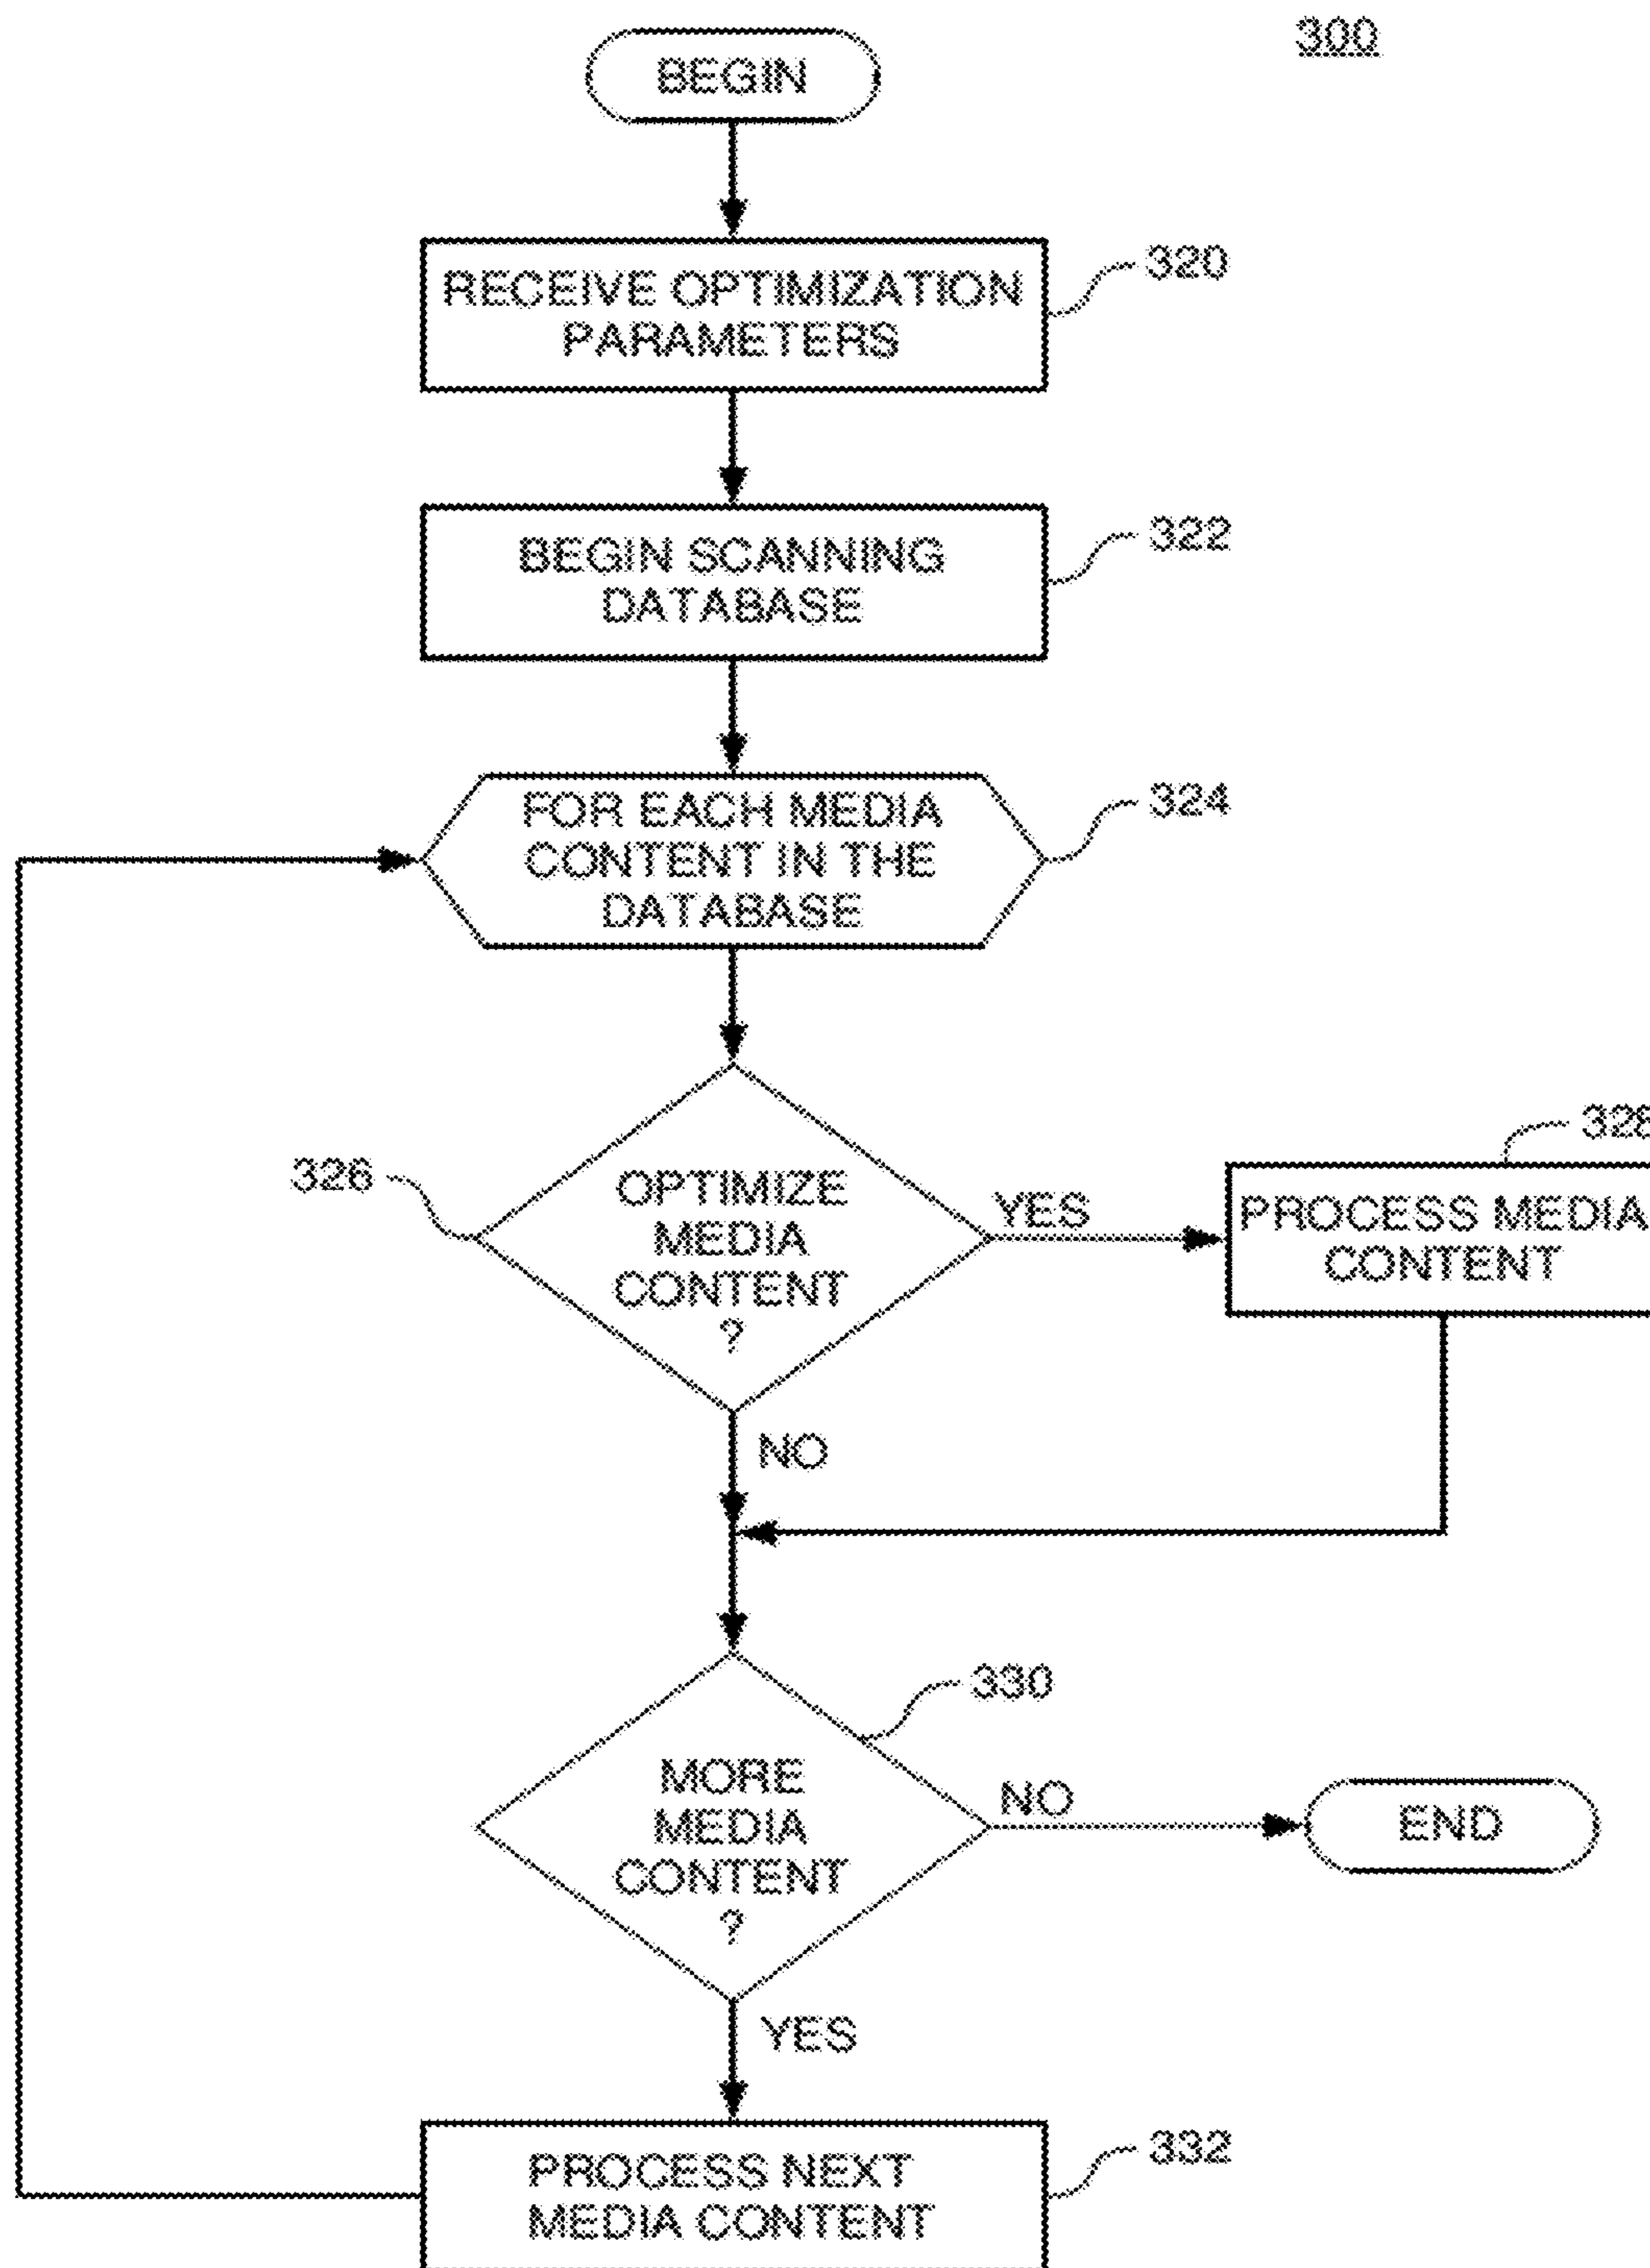 300
BEGIN
RECEIVE OPTIMIZATION
PARAMETERS
320
BEGIN SCANNING
DATABASE
322
FOR EACH MEDIA
CONTENT IN THE
DATABASE
324
326
OPTIMIZE
MEDIA
CONTENT
?
YES
328
PROCESS MEDIA
CONTENT
NO
330
MORE
MEDIA
CONTENT
?
NO
END
YES
PROCESS NEXT
MEDIA CONTENT
332